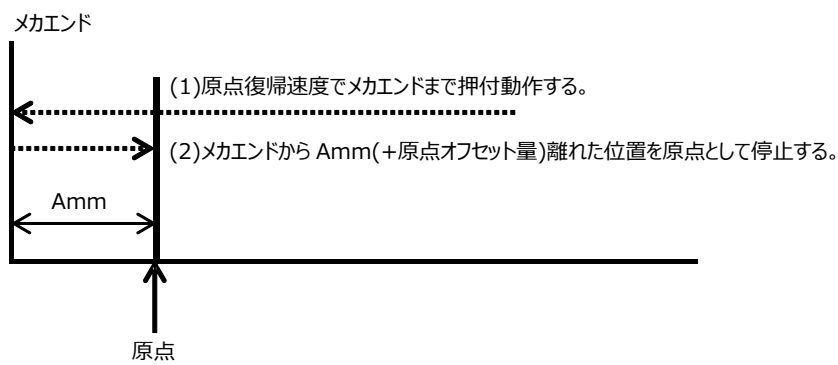 メカエンド
(1)原点復帰速度でメカエンドまで押付動作する。
(2)メカエンドから Amm(+原点オフセット量)離れた位置を原点として停止する。
Amm
原点